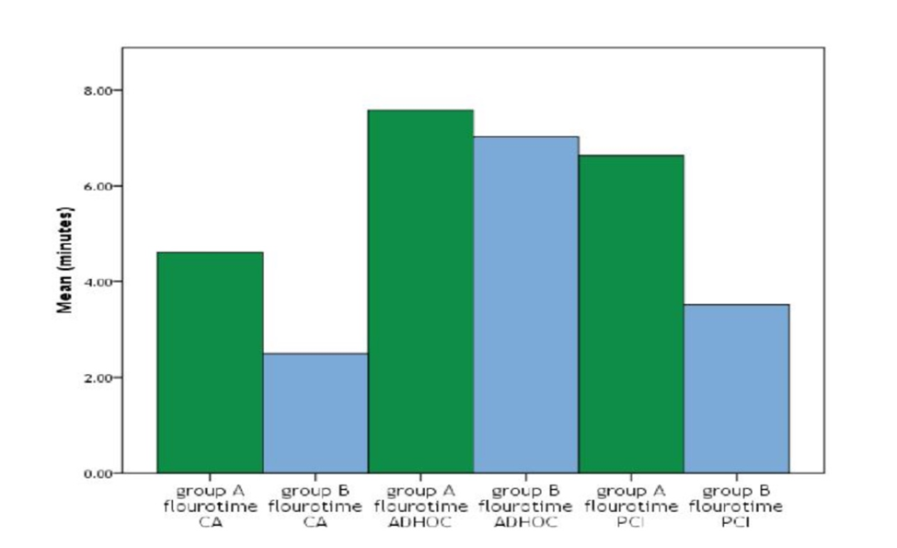 8.00
6.00
4.00
2.00
0.00
Mean (minutes)
group A
flourotime
CA
group B
flourotime
CA
group A
flourotime
ADHOC
group B
flourotime
ADHOC
group A
flourotime
PCI
group B
flourotime
PCI